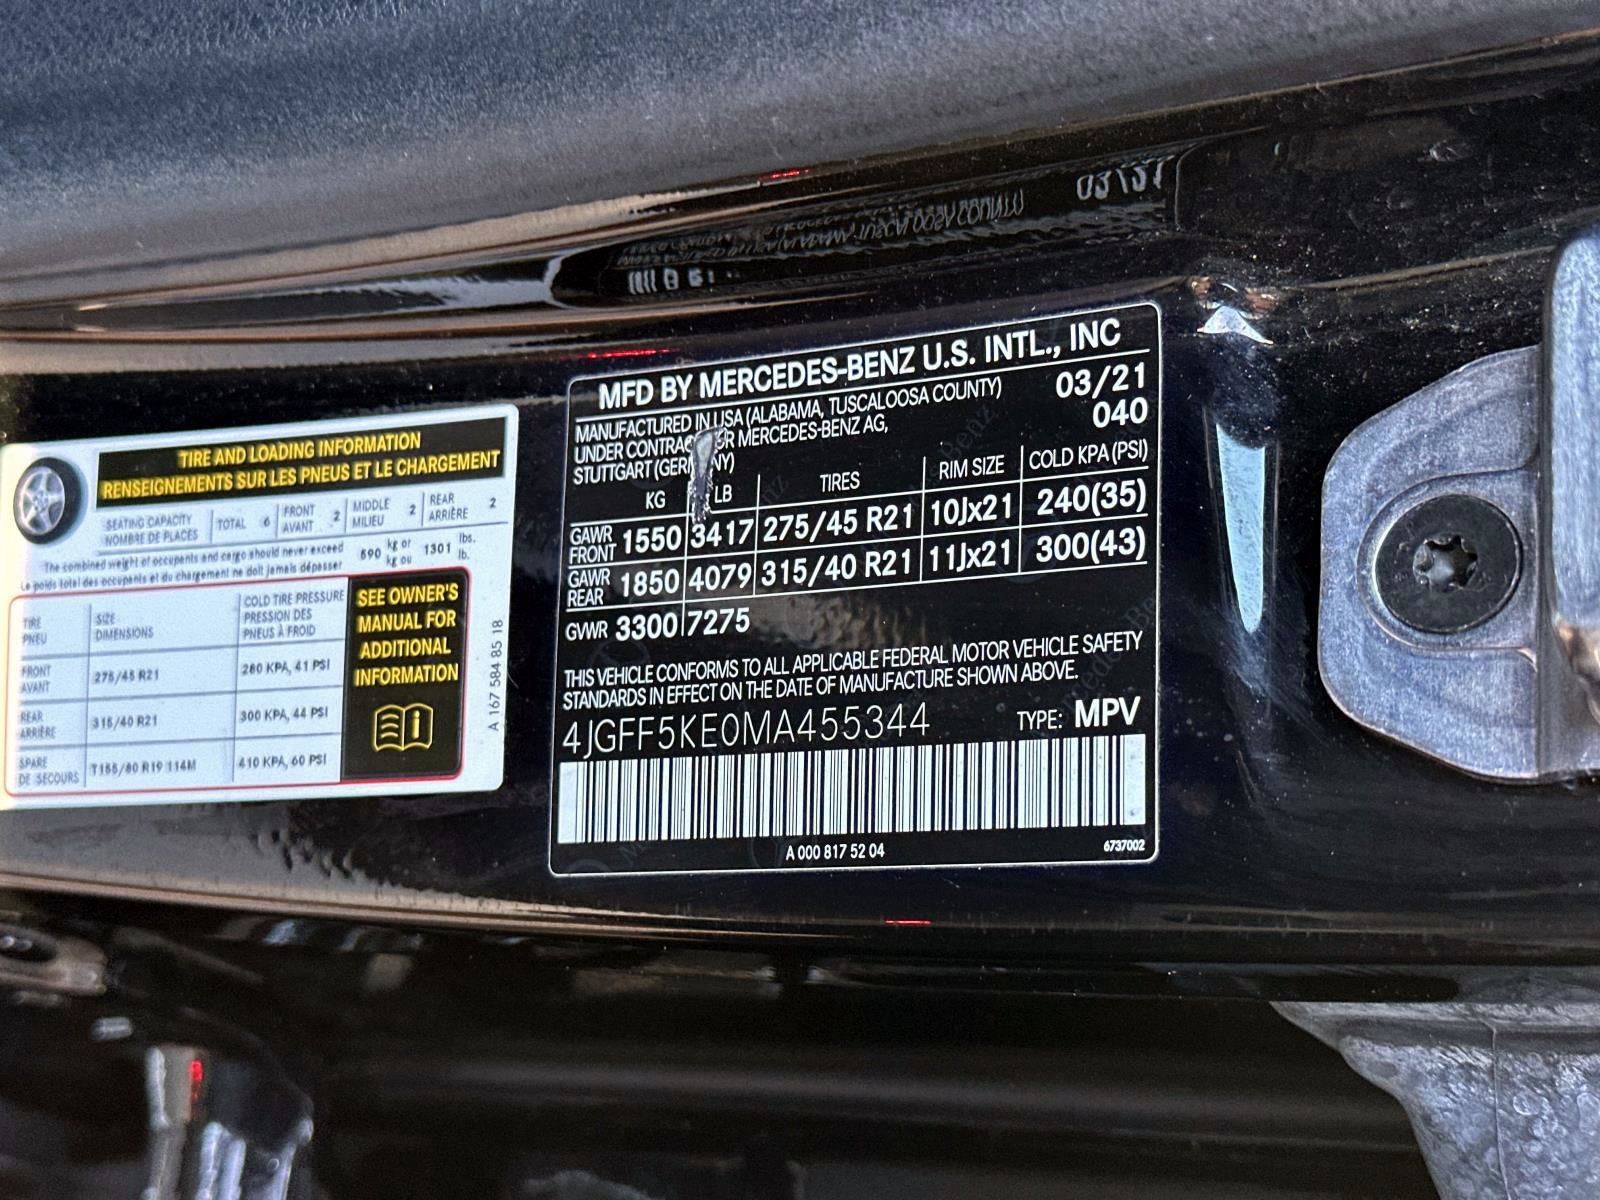 TIRE AND LOADING INFORMATION
RENSEIGNEMENTS SUR LES PNEUS ET LE CHARGEMENT
SEATING CAPACITY
NOMBRE DE PLACES
TOTAL 6
FRONT
AVANT 2
MIDDLE
MILIEU 2
REAR
ARRIÈRE 2
The combined weight of occupants and cargo should never exceed 590 kg or 1301 lbs.
Le poids total des occupants et du chargement ne doit jamais dépasser kg ou lb.
TIRE
PNEU
SIZE
DIMENSIONS
COLD TIRE PRESSURE
PRESSION DES
PNEUS À FROID
FRONT
AVANT
275/45 R21
280 KPA, 41 PSI
REAR
ARRIÈRE
315/40 R21
300 KPA, 44 PSI
SPARE
DE SECOURS
T155/80 R19 114M
410 KPA, 60 PSI
SEE OWNER'S
MANUAL FOR
ADDITIONAL
INFORMATION
A 167 584 85 18
MFD BY MERCEDES-BENZ U.S. INTL., INC
MANUFACTURED IN USA (ALABAMA, TUSCALOOSA COUNTY)
UNDER MERCEDES-BENZ AG,
STUTTGART
03/21
040
KG LB TIRES RIM SIZE COLD KPA (PSI)
GAWR
FRONT 1550 3417 275/45 R21 10Jx21 240(35)
GAWR
REAR 1850 4079 315/40 R21 11Jx21 300(43)
GVWR 3300 7275
THIS VEHICLE CONFORMS TO ALL APPLICABLE FEDERAL MOTOR VEHICLE SAFETY
STANDARDS IN EFFECT ON THE DATE OF MANUFACTURE SHOWN ABOVE.
4JGFF5KE0MA455344 TYPE: MPV
A 000 817 52 04
6737002